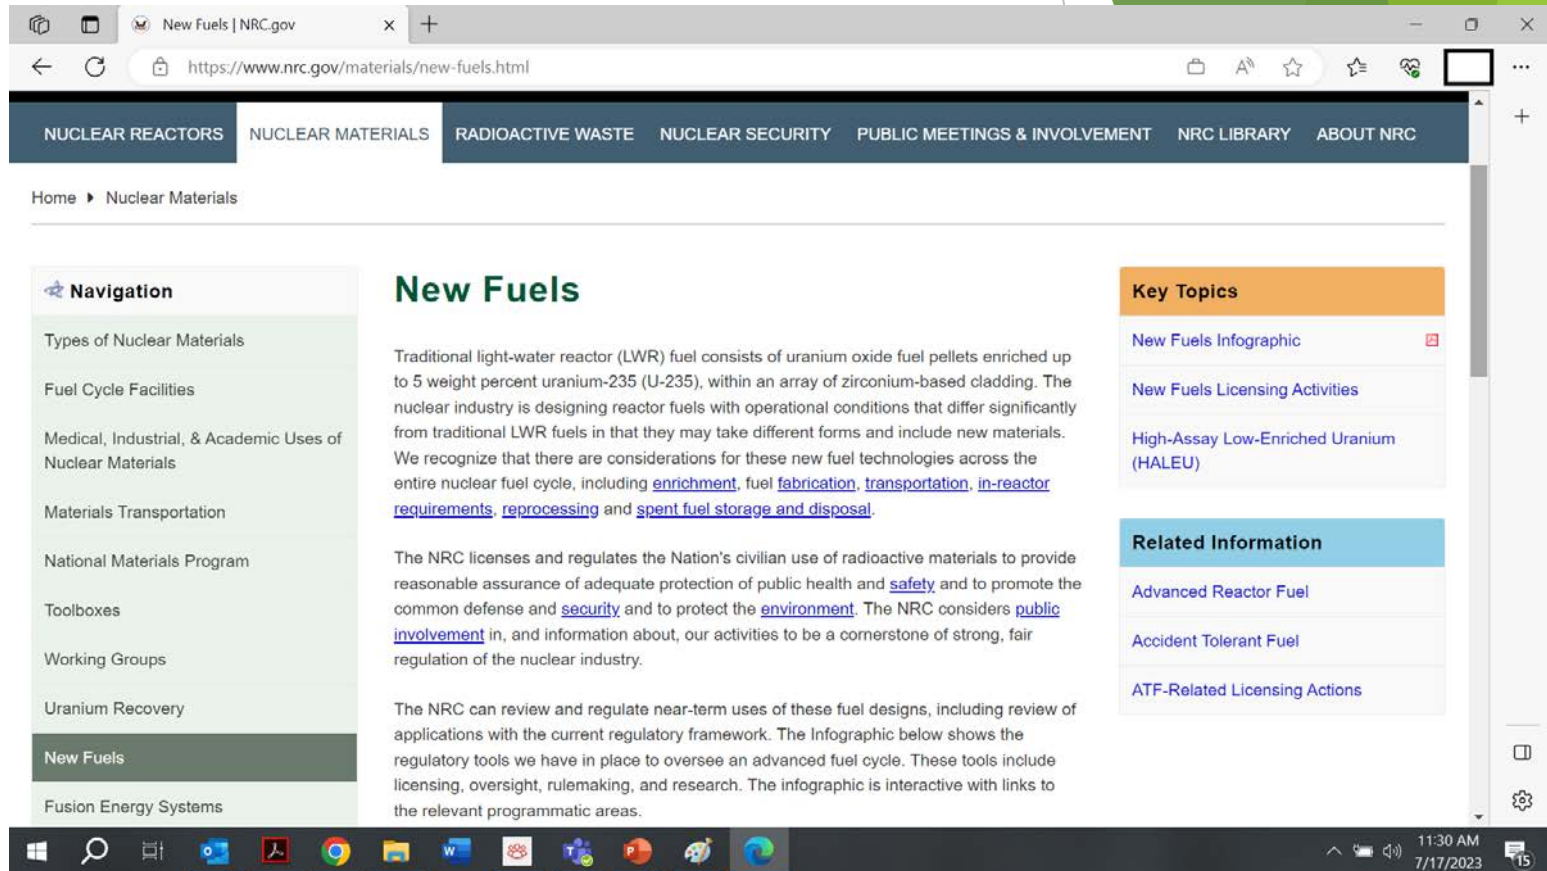 New Fuels | NRC.gov
https://www.nrc.gov/materials/new-fuels.html
NUCLEAR REACTORS NUCLEAR MATERIALS RADIOACTIVE WASTE NUCLEAR SECURITY PUBLIC MEETINGS & INVOLVEMENT NRC LIBRARY ABOUT NRC
Home Nuclear Materials
Navigation
Types of Nuclear Materials
Fuel Cycle Facilities
Medical, Industrial, & Academic Uses of
Nuclear Materials
Materials Transportation
National Materials Program
Toolboxes
Working Groups
Uranium Recovery
New Fuels
Fusion Energy Systems
New Fuels
Traditional light-water reactor (LWR) fuel consists of uranium oxide fuel pellets enriched up
to 5 weight percent uranium-235 (U-235), within an array of zirconium-based cladding. The
nuclear industry is designing reactor fuels with operational conditions that differ significantly
from traditional LWR fuels in that they may take different forms and include new materials.
We recognize that there are considerations for these new fuel technologies across the
entire nuclear fuel cycle, including enrichment, fuel fabrication, transportation, in-reactor
requirements, reprocessing and spent fuel storage and disposal.
The NRC licenses and regulates the Nation's civilian use of radioactive materials to provide
reasonable assurance of adequate protection of public health and safety and to promote the
common defense and security and to protect the environment. The NRC considers public
involvement in, and information about, our activities to be a cornerstone of strong, fair
regulation of the nuclear industry.
The NRC can review and regulate near-term uses of these fuel designs, including review of
applications with the current regulatory framework. The Infographic below shows the
regulatory tools we have in place to oversee an advanced fuel cycle. These tools include
licensing, oversight, rulemaking, and research. The infographic is interactive with links to
the relevant programmatic areas.
Key Topics
New Fuels Infographic
New Fuels Licensing Activities
High-Assay Low-Enriched Uranium
(HALEU)
Related Information
Advanced Reactor Fuel
Accident Tolerant Fuel
ATF-Related Licensing Actions
11:30 AM
7/17/2023
15